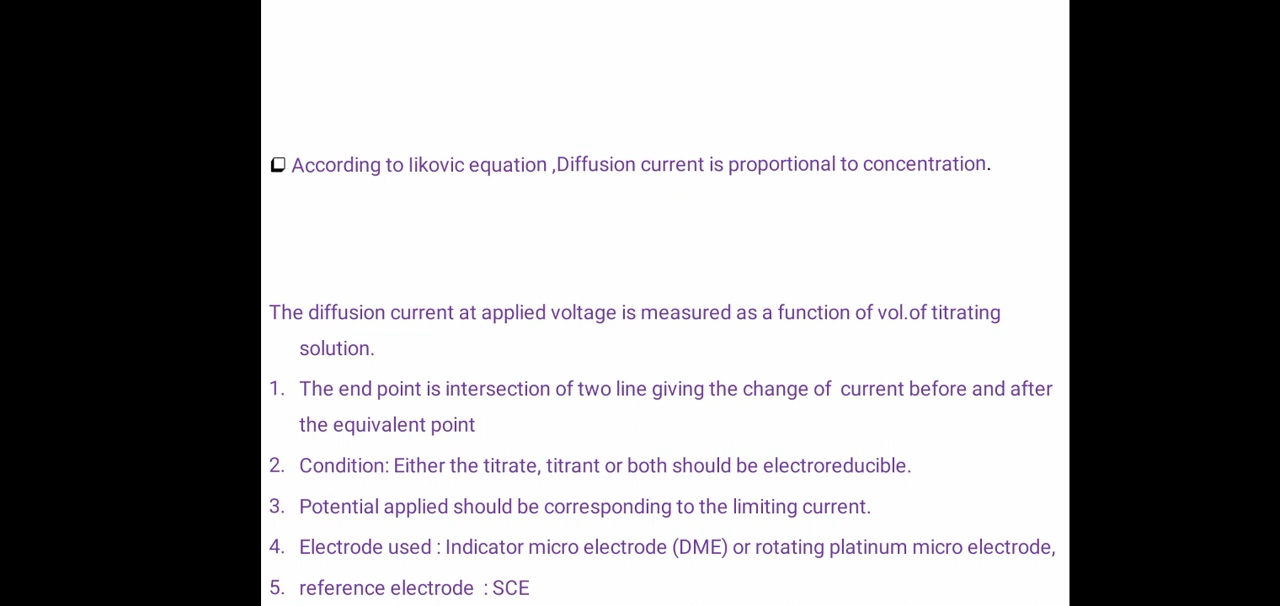 According to Iikovic equation ,Diffusion current is proportional to concentration.
The diffusion current at applied voltage is measured as a function of vol.of titrating
solution.
1. The end point is intersection of two line giving the change of current before and after
the equivalent point
2. Condition: Either the titrate, titrant or both should be electroreducible.
3. Potential applied should be corresponding to the limiting current.
4. Electrode used : Indicator micro electrode (DME) or rotating platinum micro electrode,
5. reference electrode : SCE